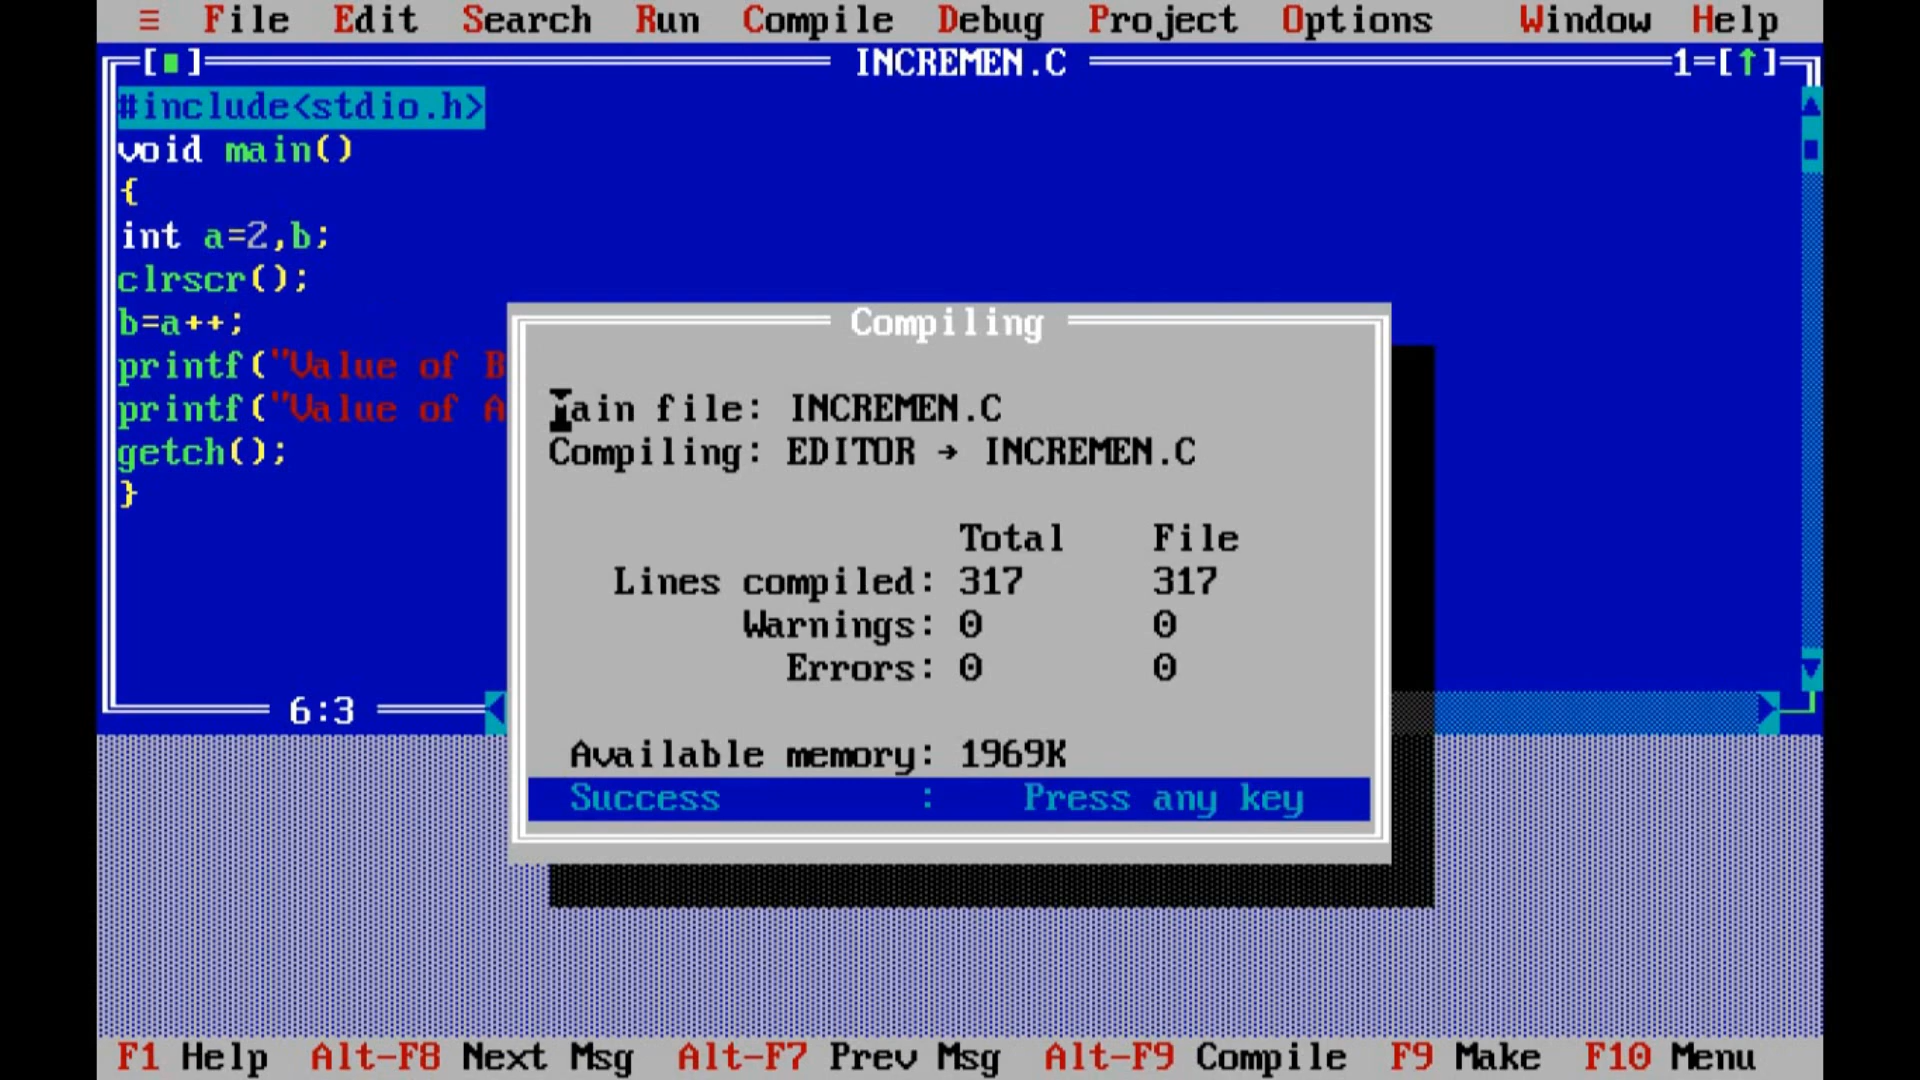 ≡ File Edit Search Run Compile Debug Project Options Window Help
[■] INCREMEN.C 1=[↑]
#include<stdio.h>
void main()
{
int a=2,b;
clrscr();
b=a++;
printf("Value of B
printf("Value of A
getch();
}
6:3
Compiling
Main file: INCREMEN.C
Compiling: EDITOR → INCREMEN.C
Total File
Lines compiled: 317 317
Warnings: 0 0
Errors: 0 0
Available memory: 1969K
Success : Press any key
F1 Help Alt-F8 Next Msg Alt-F7 Prev Msg Alt-F9 Compile F9 Make F10 Menu